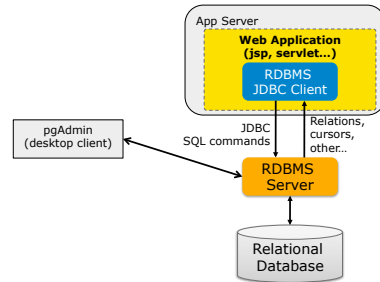 App Server
Web Application
(jsp, servlet...)
RDBMS
JDBC Client
JDBC
SQL commands
Relations,
cursors,
other...
pgAdmin
(desktop client)
RDBMS
Server
Relational
Database